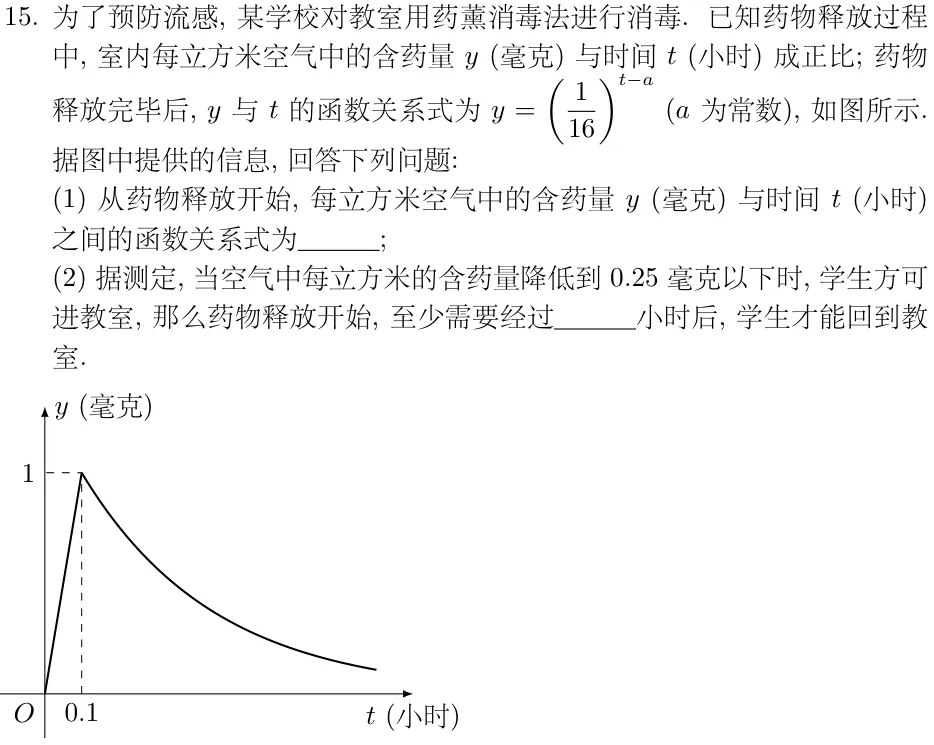 15. 为了预防流感, 某学校对教室用药薰消毒法进行消毒. 已知药物释放过程
中, 室内每立方米空气中的含药量 y (毫克) 与时间 t (小时) 成正比; 药物
释放完毕后, y 与 t 的函数关系式为 y = (1/16)^{t−a} (a 为常数), 如图所示.
据图中提供的信息, 回答下列问题:
(1) 从药物释放开始, 每立方米空气中的含药量 y (毫克) 与时间 t (小时)
之间的函数关系式为______;
(2) 据测定, 当空气中每立方米的含药量降低到 0.25 毫克以下时, 学生方可
进教室, 那么药物释放开始, 至少需要经过______小时后, 学生才能回到教
室.
y (毫克)
1
O 0.1 t (小时)